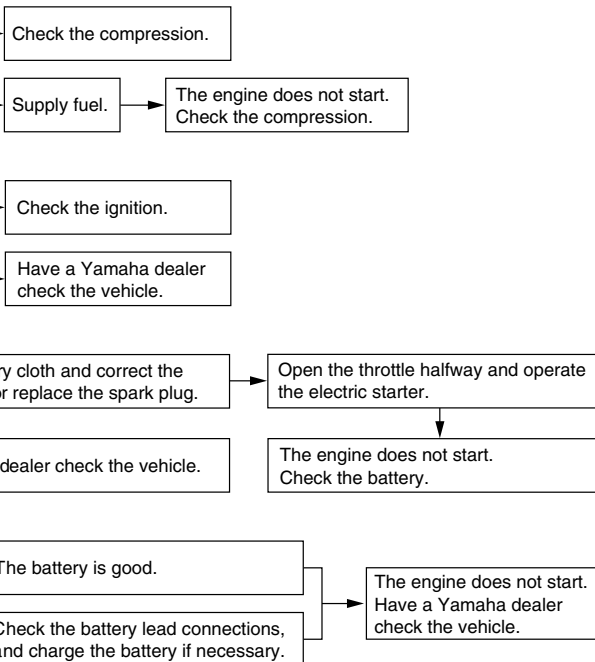 Check the compression.
Supply fuel.
The engine does not start.
Check the compression.
Check the ignition.
Have a Yamaha dealer
check the vehicle.
ry cloth and correct the
or replace the spark plug.
Open the throttle halfway and operate
the electric starter.
dealer check the vehicle.
The engine does not start.
Check the battery.
The battery is good.
Check the battery lead connections,
and charge the battery if necessary.
The engine does not start.
Have a Yamaha dealer
check the vehicle.